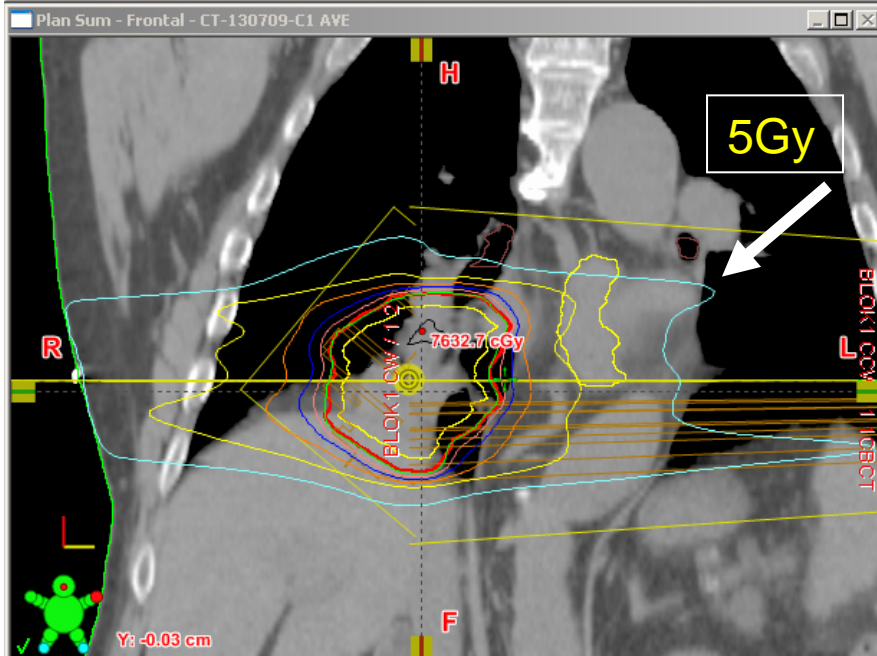 Plan Sum - Frontal - CT-130709-C1 AVE
H
5Gy
R
7632.7 cGy
L
BLOK1 CW / 1.2
F
Y: -0.03 cm